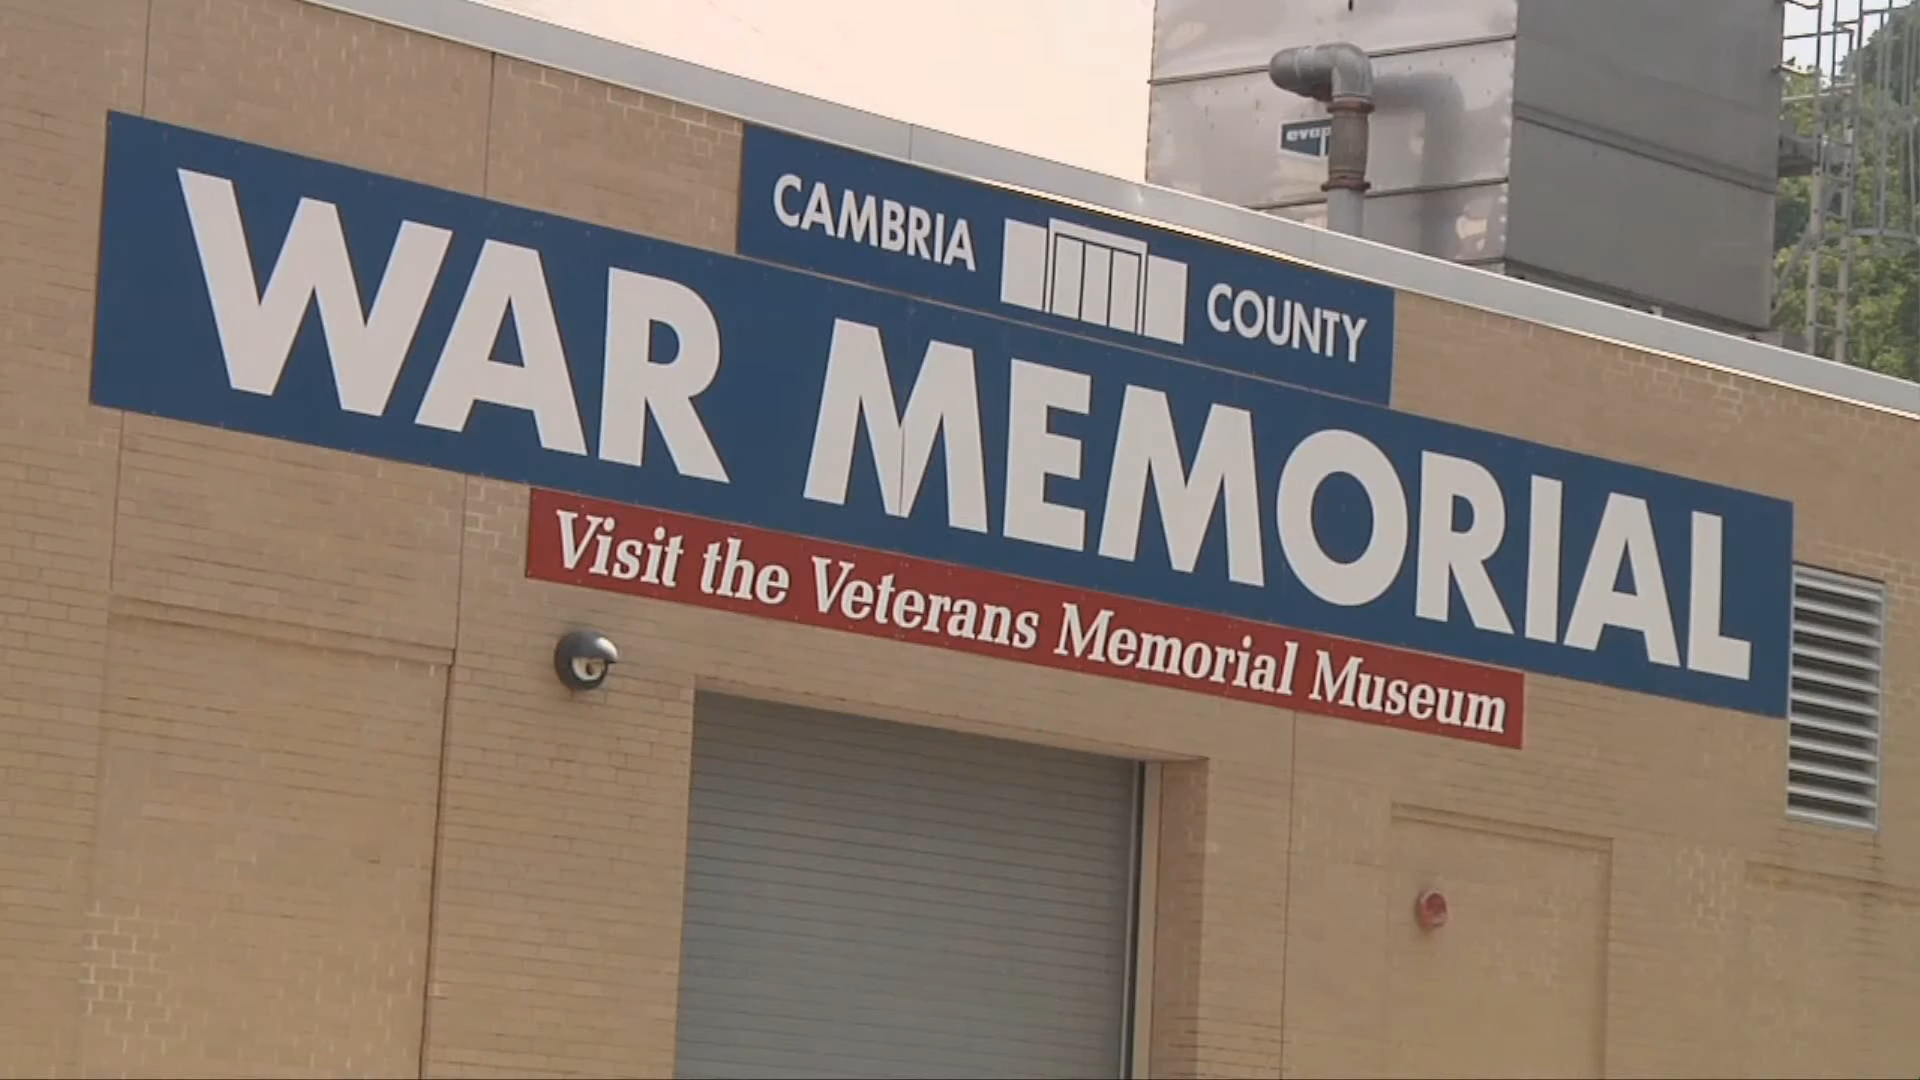 CAMBRIA COUNTY
WAR MEMORIAL
Visit the Veterans Memorial Museum